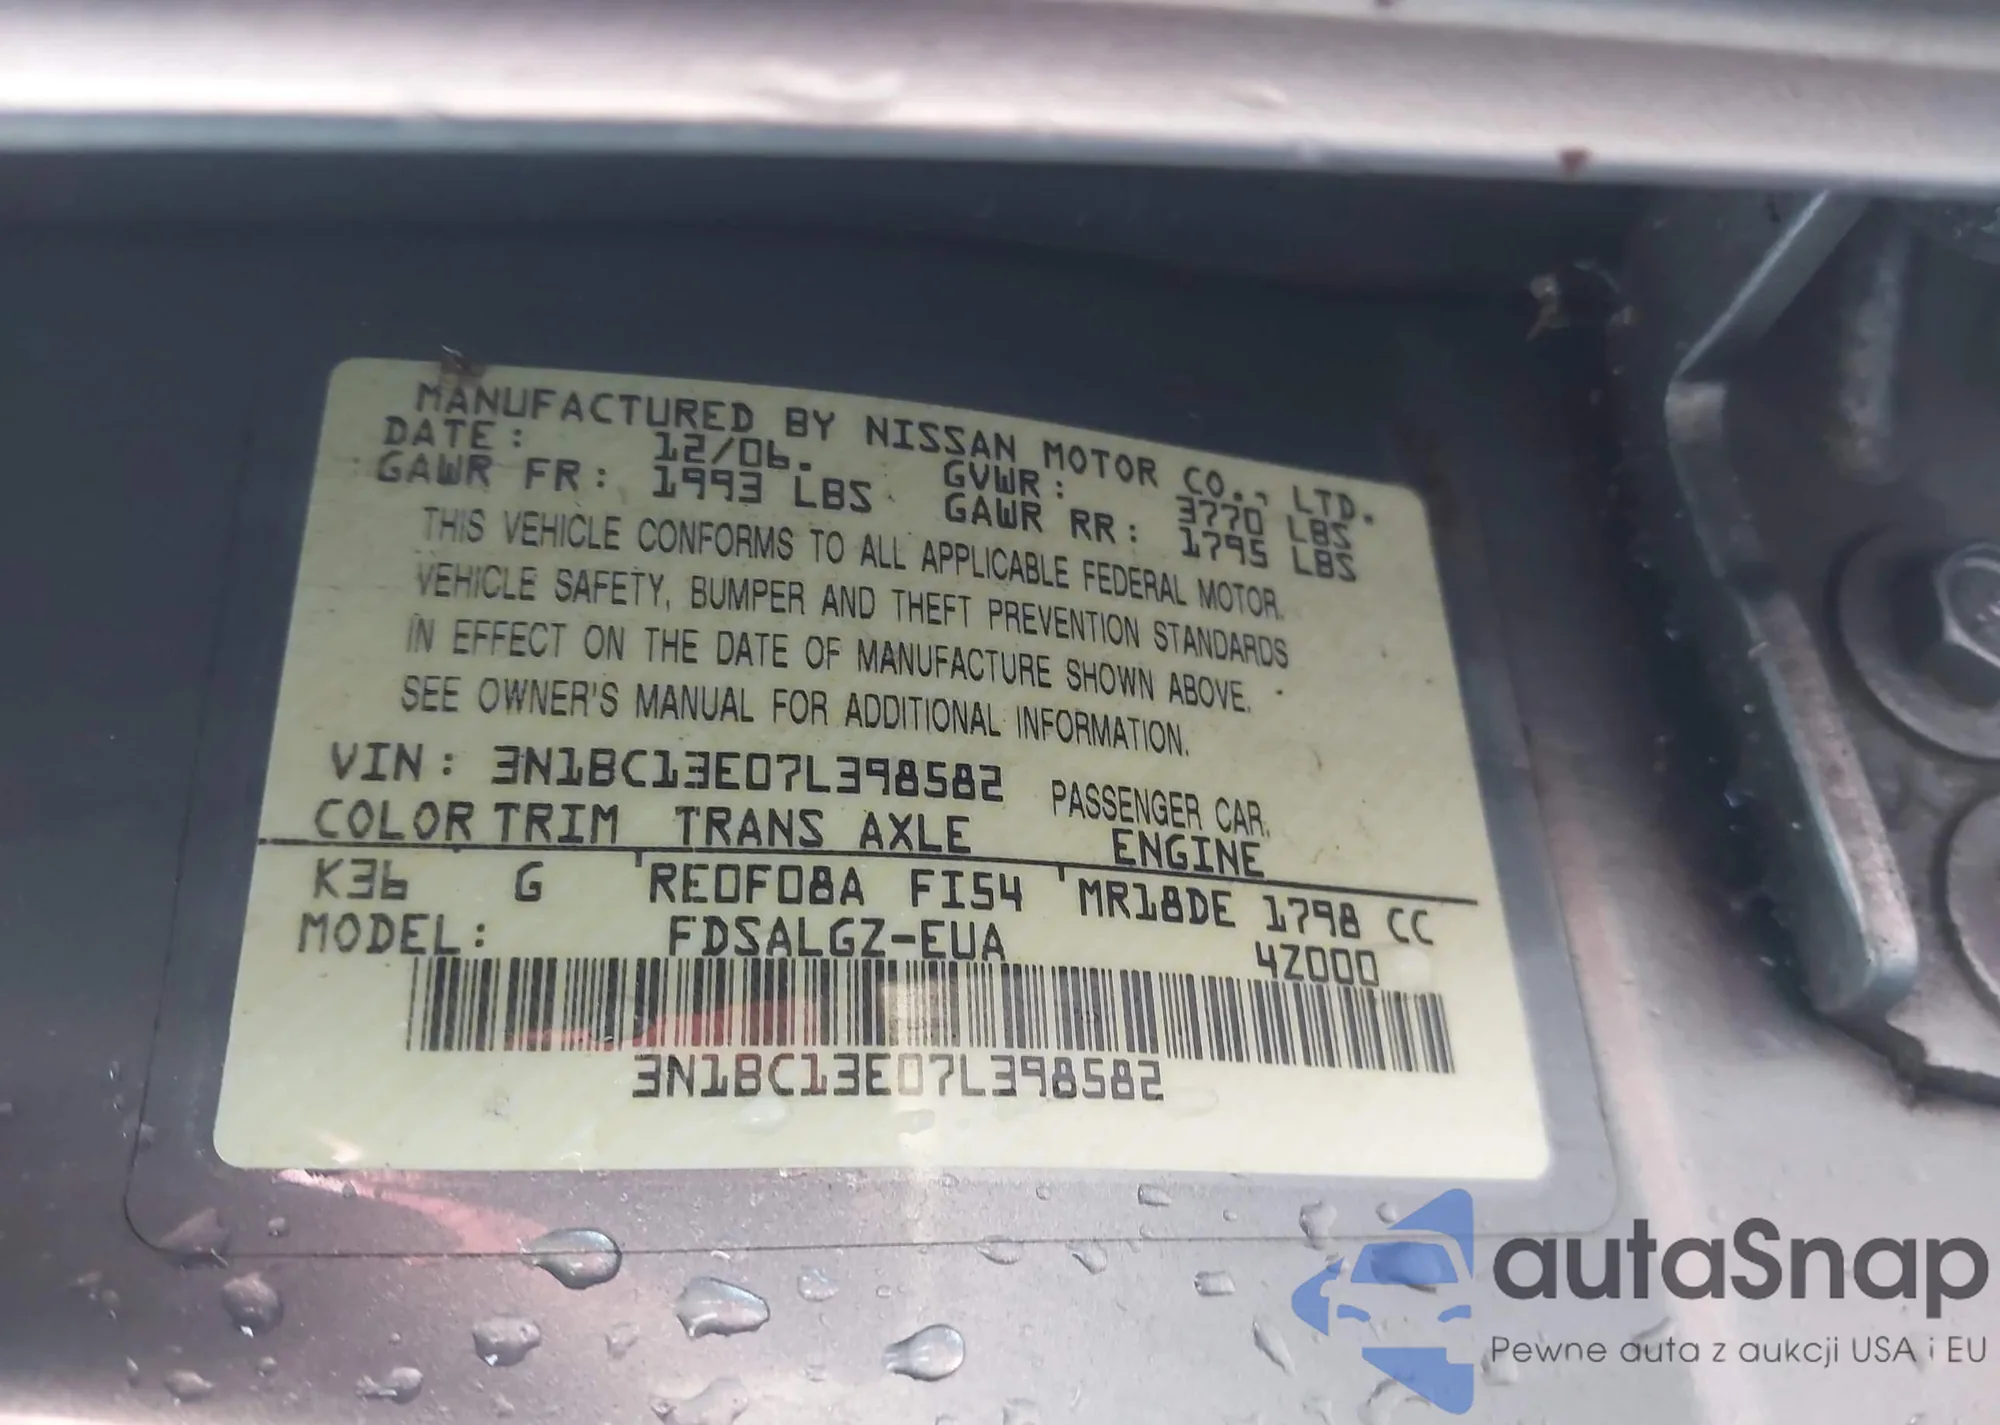 MANUFACTURED BY NISSAN MOTOR CO., LTD.
DATE: 12/06. GVWR: 3770 LBS
GAWR FR: 1993 LBS GAWR RR: 1795 LBS
THIS VEHICLE CONFORMS TO ALL APPLICABLE FEDERAL MOTOR
VEHICLE SAFETY, BUMPER AND THEFT PREVENTION STANDARDS
IN EFFECT ON THE DATE OF MANUFACTURE SHOWN ABOVE.
SEE OWNER'S MANUAL FOR ADDITIONAL INFORMATION.
VIN: 3N1BC13E07L398582 PASSENGER CAR.
COLOR TRIM TRANS AXLE ENGINE
K36 G RE0F08A FI54 MR18DE 1798 CC
MODEL: FDSALGZ-EUA 4Z000
3N1BC13E07L398582
autaSnap
Pewne auta z aukcji USA i EU